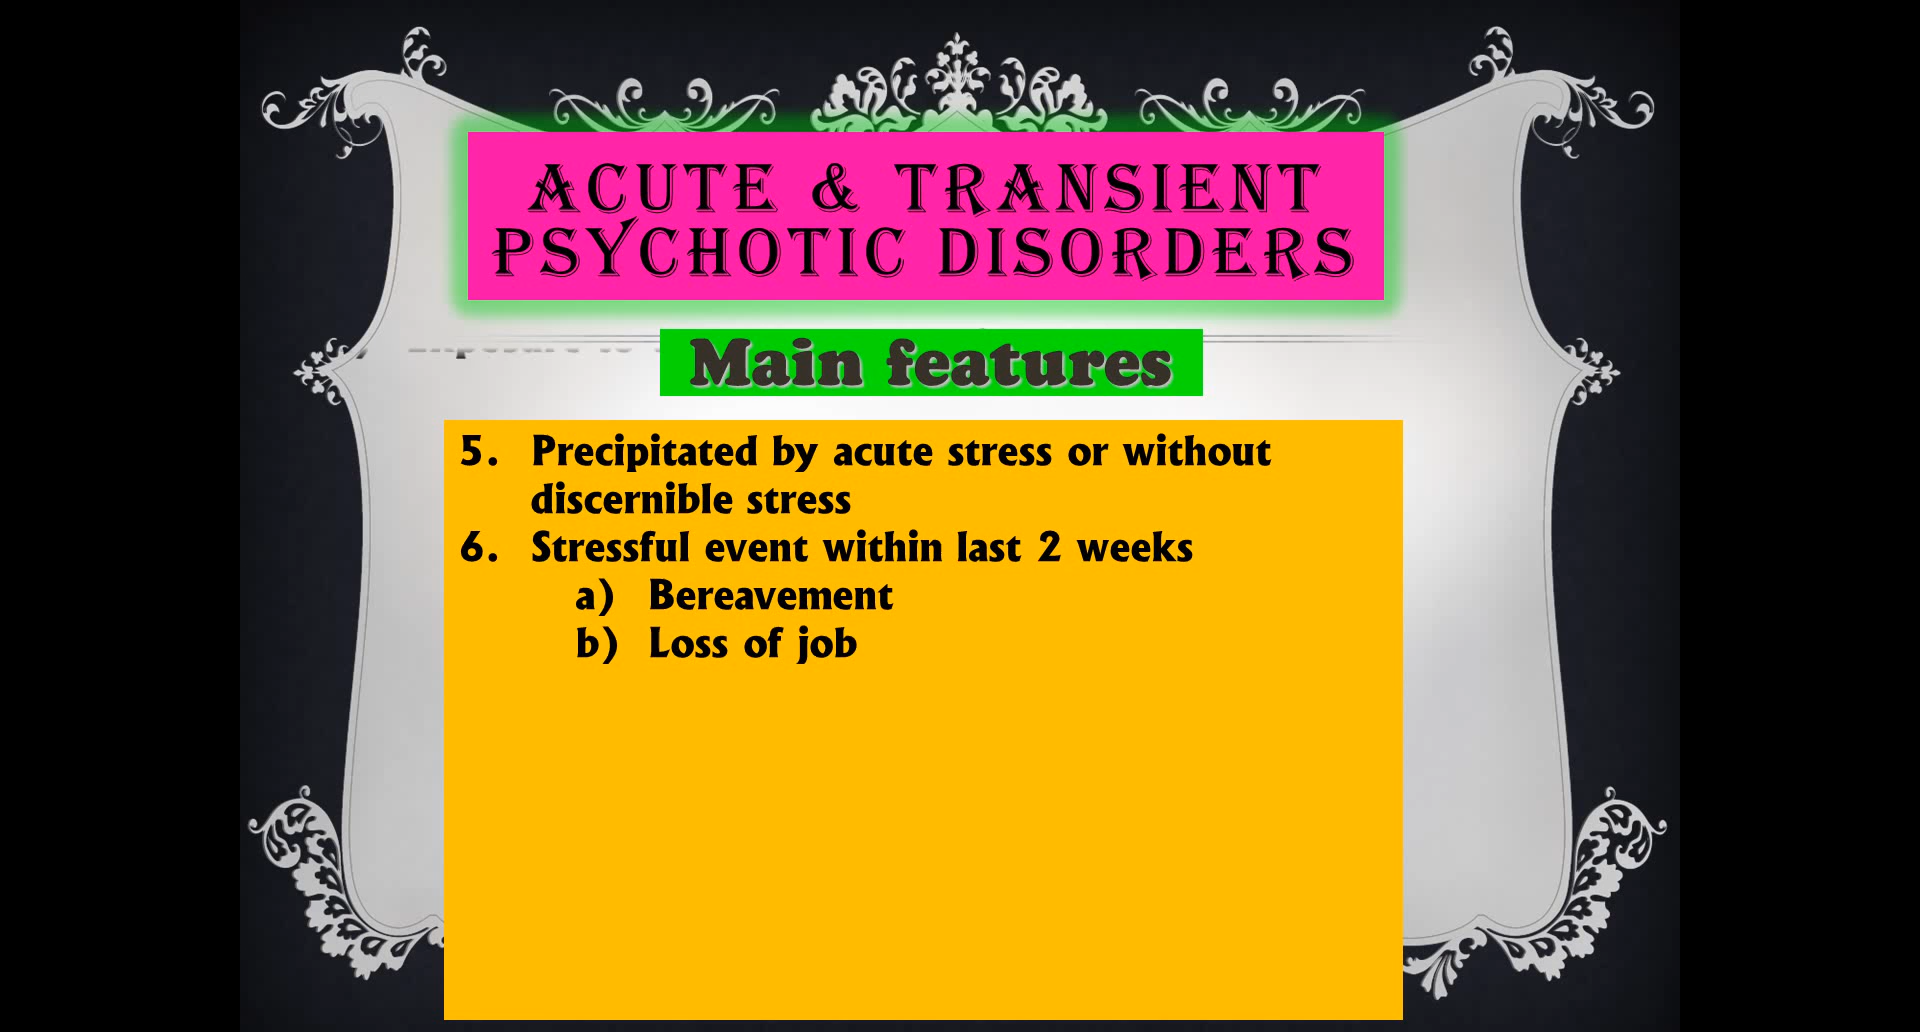 ACUTE & TRANSIENT
PSYCHOTIC DISORDERS
Main features
5. Precipitated by acute stress or without
discernible stress
6. Stressful event within last 2 weeks
a) Bereavement
b) Loss of job